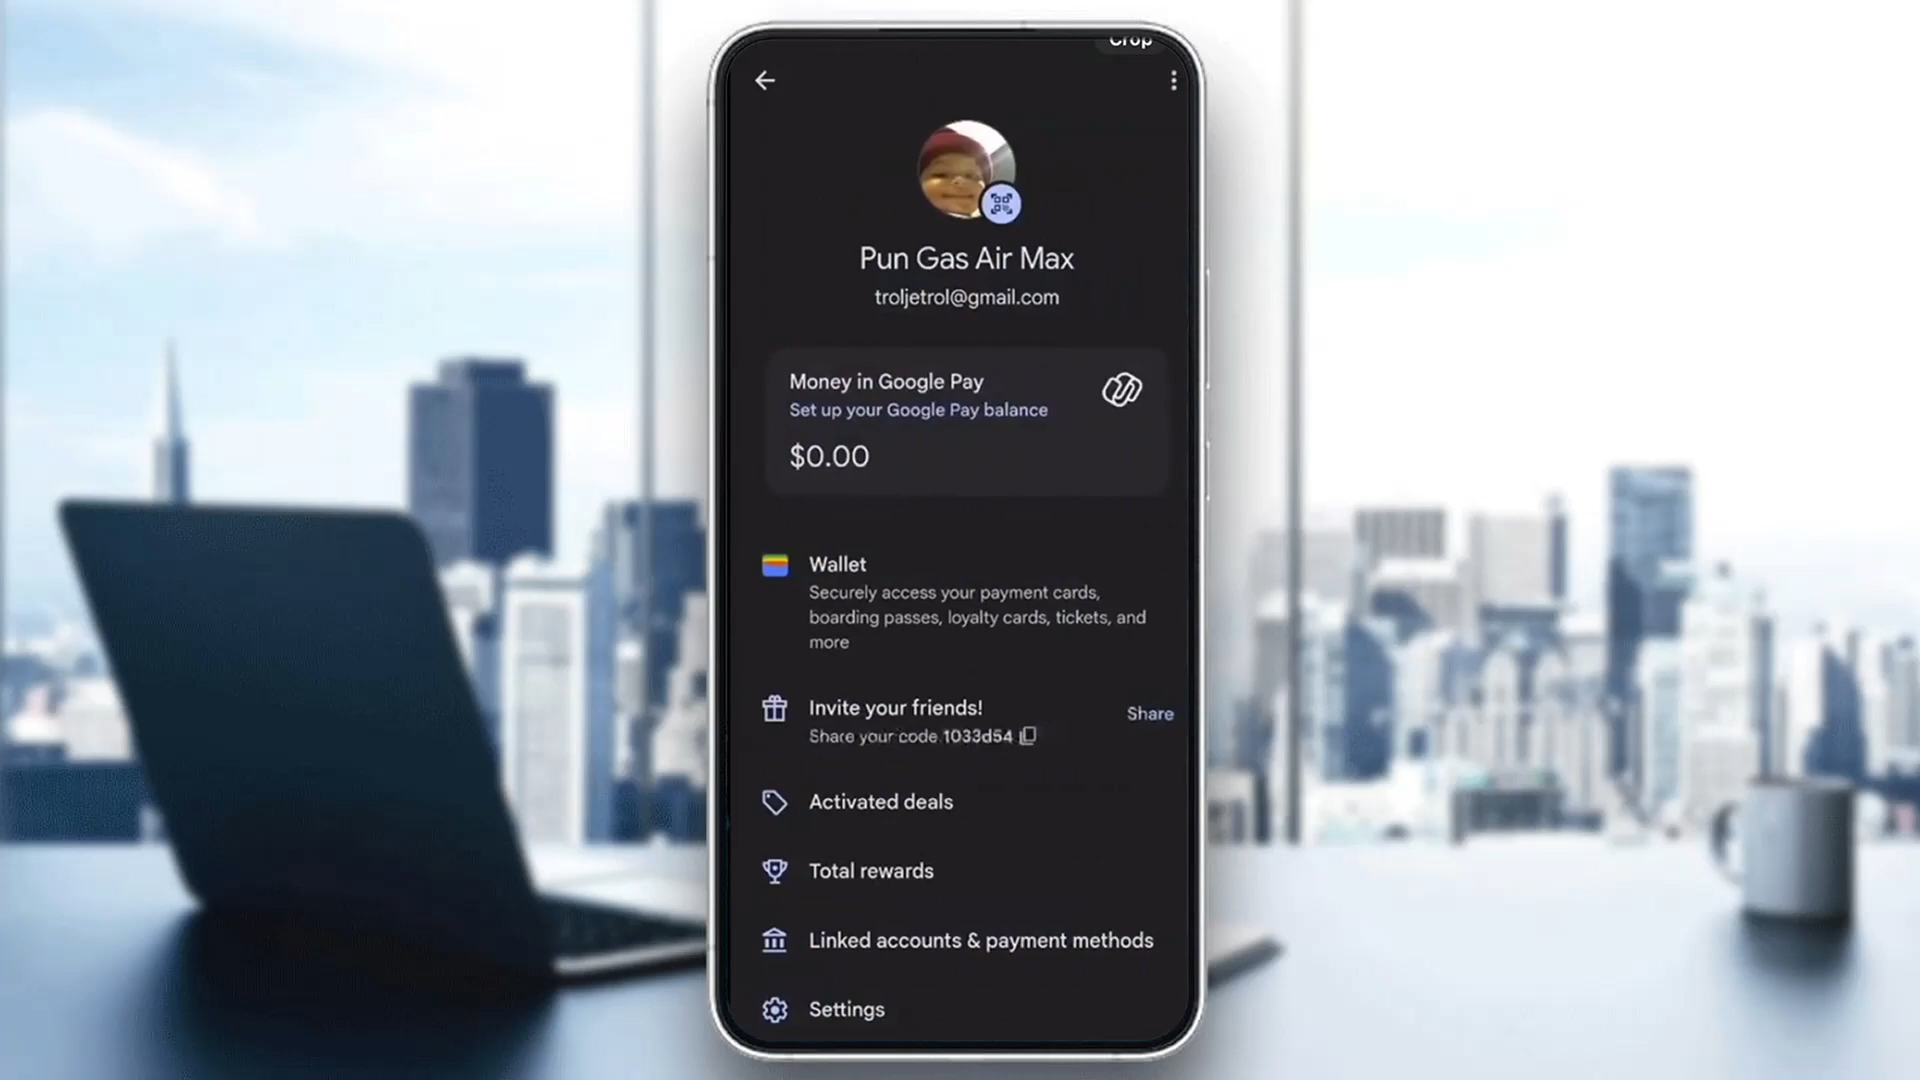 Crop
Pun Gas Air Max
troljetrol@gmail.com
Money in Google Pay
Set up your Google Pay balance
$0.00
Wallet
Securely access your payment cards,
boarding passes, loyalty cards, tickets, and
more
Invite your friends!
Share
Share your code 1033d54
Activated deals
Total rewards
Linked accounts & payment methods
Settings